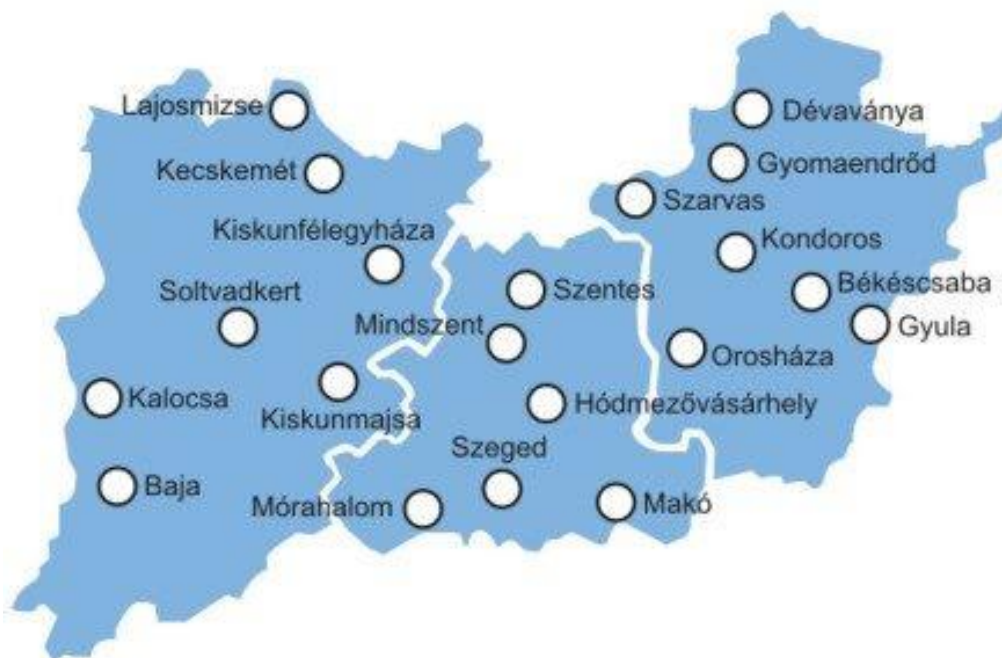 Lajosmizse
Dévaványa
Kecskemét
Gyomaendrőd
Szarvas
Kiskunfélegyháza
Kondoros
Soltvadkert
Szentes
Békéscsaba
Mindszent
Gyula
Orosháza
Kalocsa
Kiskunmajsa
Hódmezővásárhely
Szeged
Baja
Mórahalom
Makó